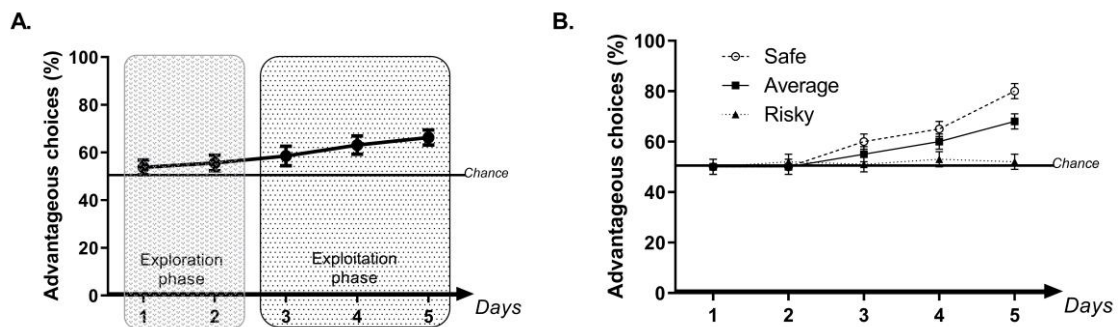 A.
Advantageous choices (%)
100
80
60
40
20
0
Chance
Exploration
phase
Exploitation
phase
1 2 3 4 5
Days
B.
Advantageous choices (%)
100
80
60
40
20
0
Safe
Average
Risky
Chance
1 2 3 4 5
Days